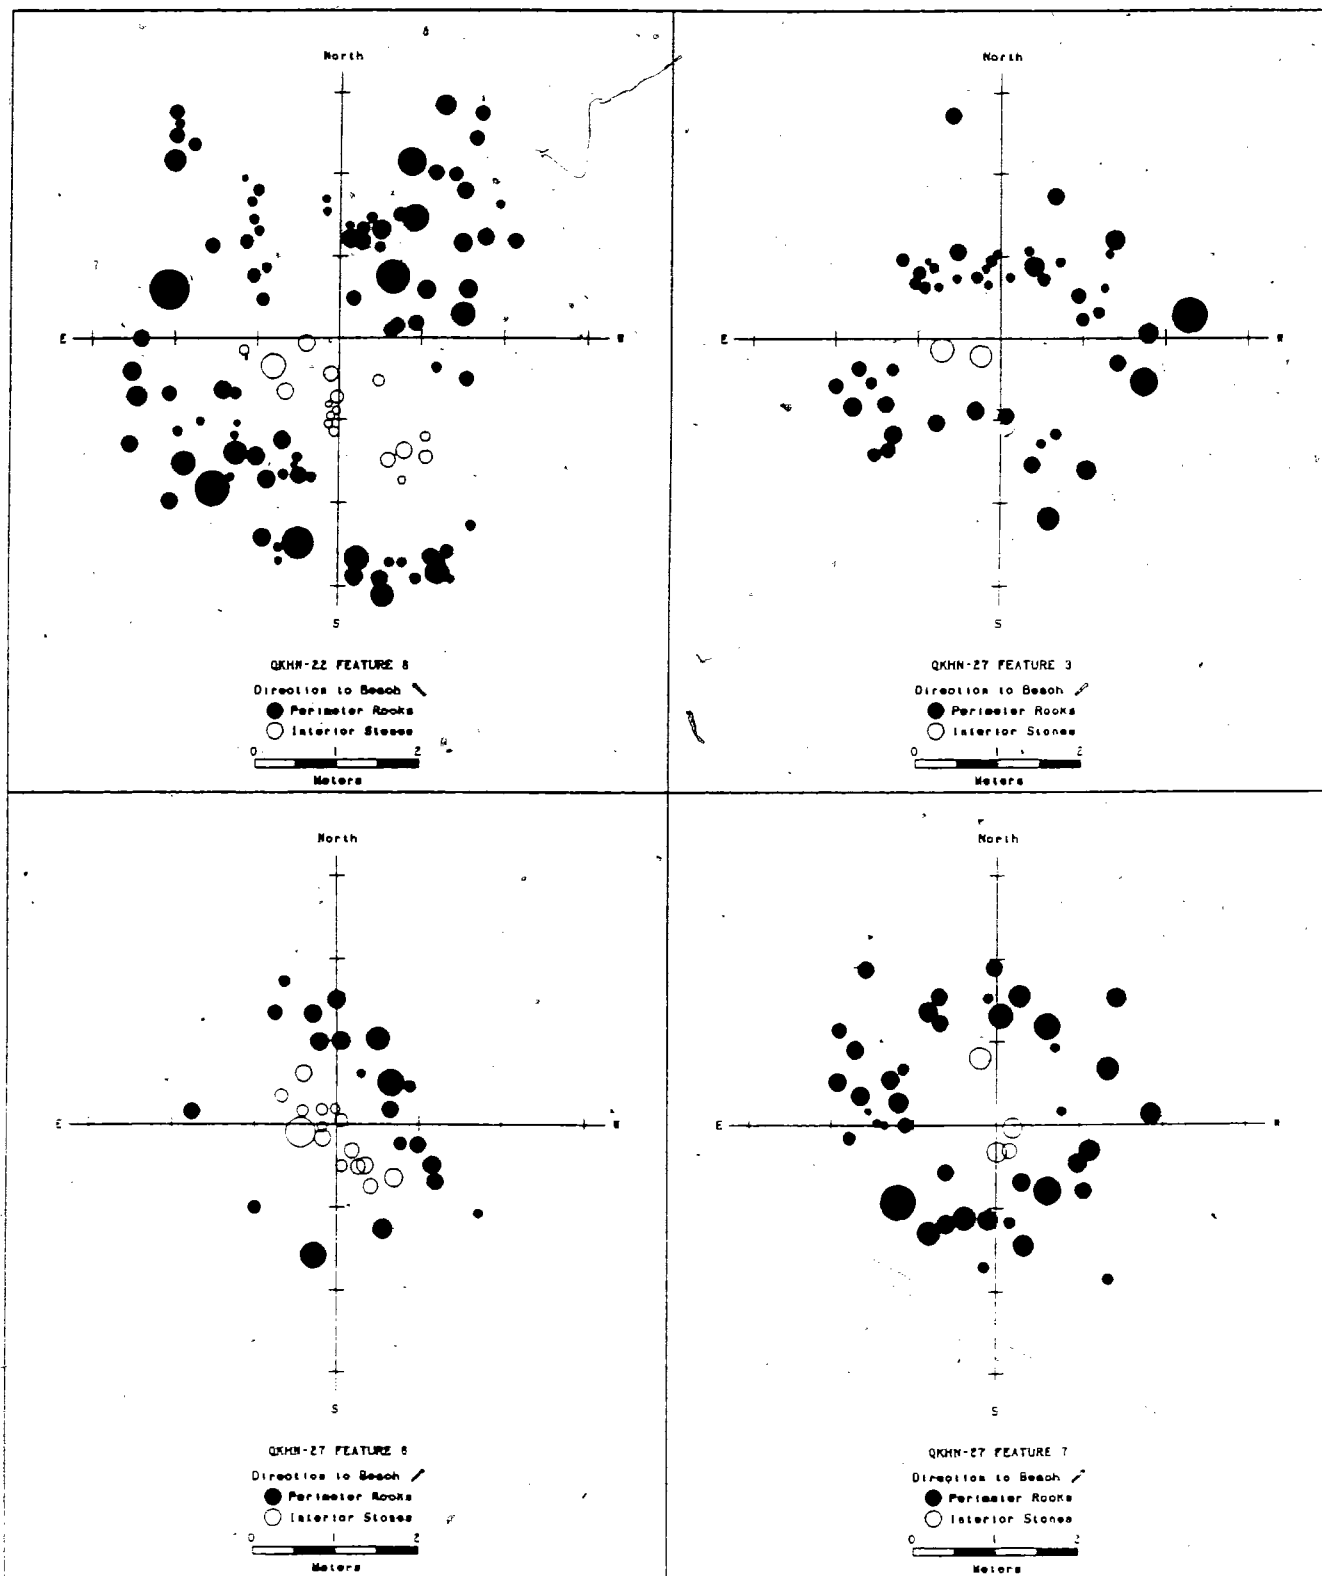 North
E
W
S
QKHN-22 FEATURE 8
Direction to Beach
Perimeter Rocks
Interior Stones
0 1 2
Meters
North
E
W
S
QKHN-27 FEATURE 3
Direction to Beach
Perimeter Rocks
Interior Stones
0 1 2
Meters
North
E
W
S
QKHN-27 FEATURE 6
Direction to Beach
Perimeter Rocks
Interior Stones
0 1 2
Meters
North
E
W
S
QKHN-27 FEATURE 7
Direction to Beach
Perimeter Rocks
Interior Stones
0 1 2
Meters